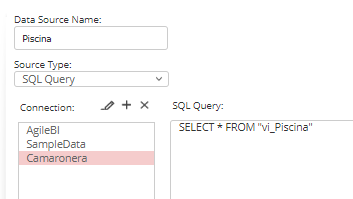 Data Source Name:
Piscina
Source Type:
SQL Query
Connection:
AgileBI
SampleData
Camaronera
SQL Query:
SELECT * FROM "vi_Piscina"